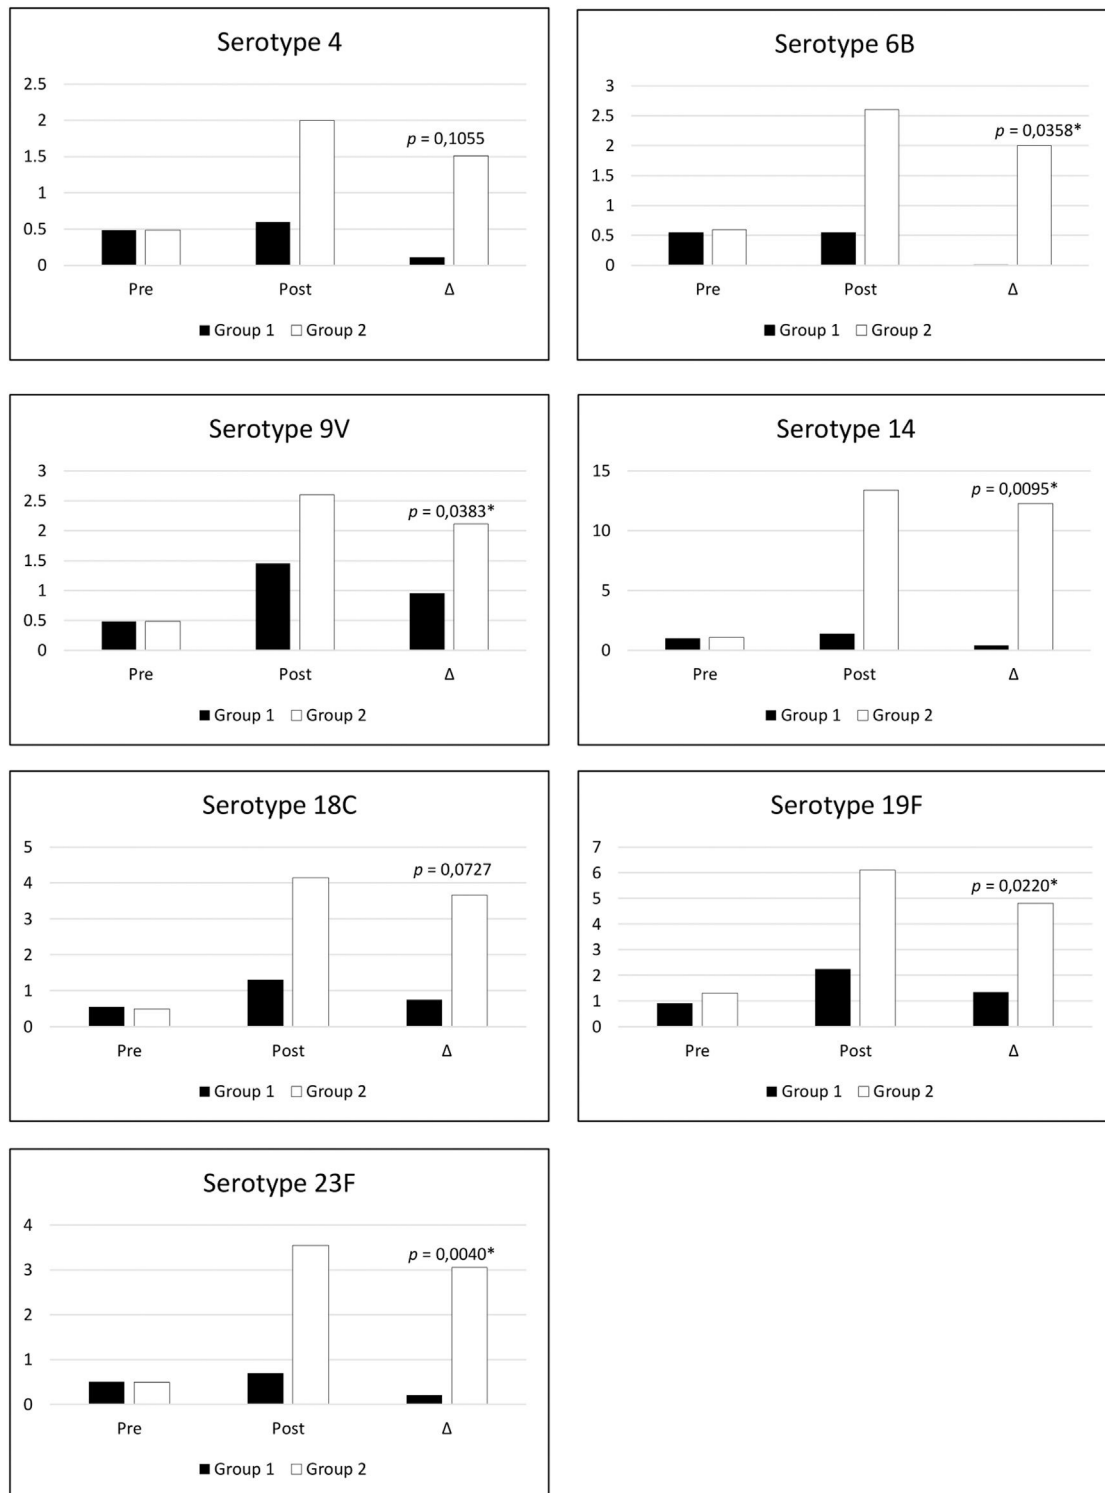 Serotype 4
2.5
2
p = 0,1055
1.5
1
0.5
0
Pre Post Δ
Group 1 Group 2
Serotype 6B
3
2.5
p = 0,0358*
2
1.5
1
0.5
0
Pre Post Δ
Group 1 Group 2
Serotype 9V
3
2.5
p = 0,0383*
2
1.5
1
0.5
0
Pre Post Δ
Group 1 Group 2
Serotype 14
15
p = 0,0095*
10
5
0
Pre Post Δ
Group 1 Group 2
Serotype 18C
5
p = 0,0727
4
3
2
1
0
Pre Post Δ
Group 1 Group 2
Serotype 19F
7
6
p = 0,0220*
5
4
3
2
1
0
Pre Post Δ
Group 1 Group 2
Serotype 23F
4
p = 0,0040*
3
2
1
0
Pre Post Δ
Group 1 Group 2